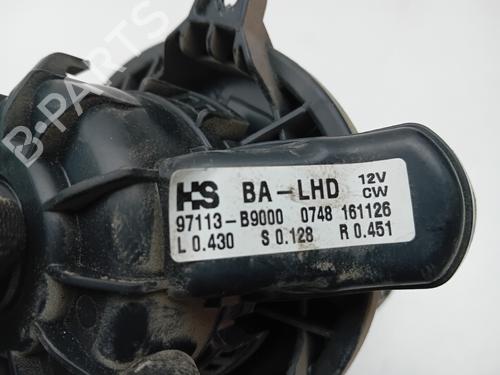 B-PARTS
HS BA-LHD 12V CW
97113-B9000 0748 161126
L 0.430 S 0.128 R 0.451